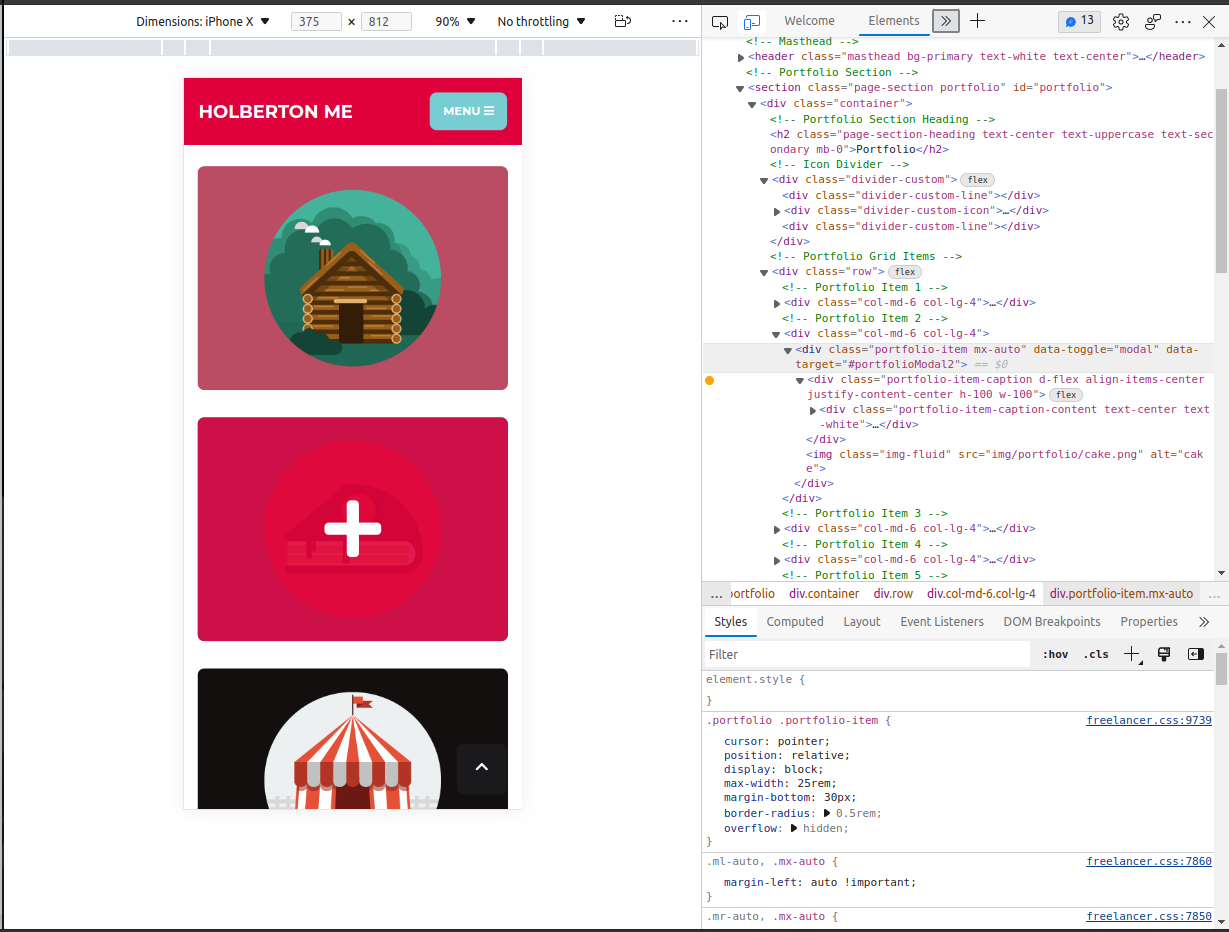 Dimensions: iPhone X ▼ 375 × 812 90% ▼ No throttling ▼ ···
Welcome Elements 13 ···
HOLBERTON ME
MENU ☰
<!-- Masthead -->
▶<header class="masthead bg-primary text-white text-center">…</header>
<!-- Portfolio Section -->
▼<section class="page-section portfolio" id="portfolio">
▼<div class="container">
<!-- Portfolio Section Heading -->
<h2 class="page-section-heading text-center text-uppercase text-sec
ondary mb-0">Portfolio</h2>
<!-- Icon Divider -->
▼<div class="divider-custom"> flex
<div class="divider-custom-line"></div>
▶<div class="divider-custom-icon">…</div>
<div class="divider-custom-line"></div>
</div>
<!-- Portfolio Grid Items -->
▼<div class="row"> flex
<!-- Portfolio Item 1 -->
▶<div class="col-md-6 col-lg-4">…</div>
<!-- Portfolio Item 2 -->
▼<div class="col-md-6 col-lg-4">
▼<div class="portfolio-item mx-auto" data-toggle="modal" data-
target="#portfolioModal2"> == $0
▼<div class="portfolio-item-caption d-flex align-items-center
justify-content-center h-100 w-100"> flex
▶<div class="portfolio-item-caption-content text-center text
-white">…</div>
</div>
<img class="img-fluid" src="img/portfolio/cake.png" alt="cak
e">
</div>
</div>
<!-- Portfolio Item 3 -->
▶<div class="col-md-6 col-lg-4">…</div>
<!-- Portfolio Item 4 -->
▶<div class="col-md-6 col-lg-4">…</div>
<!-- Portfolio Item 5 -->
… ortfolio div.container div.row div.col-md-6.col-lg-4 div.portfolio-item.mx-auto …
Styles Computed Layout Event Listeners DOM Breakpoints Properties
Filter :hov .cls
element.style {
}
.portfolio .portfolio-item { freelancer.css:9739
cursor: pointer;
position: relative;
display: block;
max-width: 25rem;
margin-bottom: 30px;
border-radius: ▶ 0.5rem;
overflow: ▶ hidden;
}
.ml-auto, .mx-auto { freelancer.css:7860
margin-left: auto !important;
}
.mr-auto, .mx-auto { freelancer.css:7850